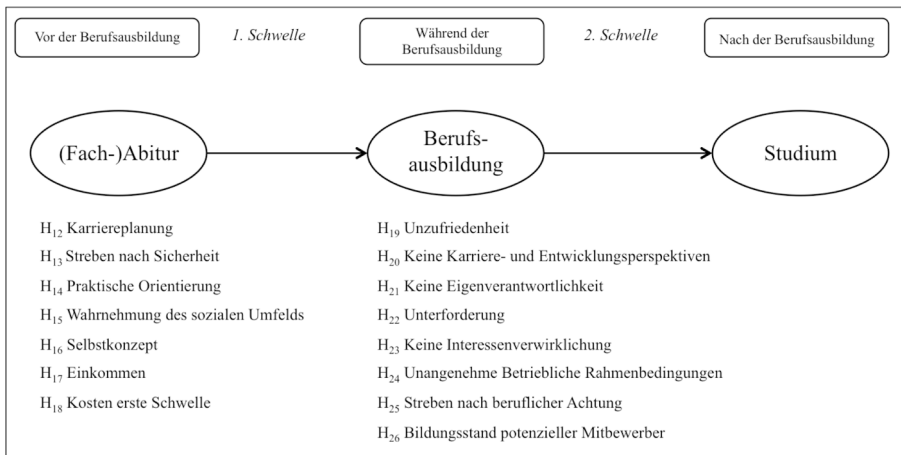 Vor der Berufsausbildung
1. Schwelle
Während der
Berufsausbildung
2. Schwelle
Nach der Berufsausbildung
(Fach-)Abitur
Berufs-
ausbildung
Studium
H12 Karriereplanung
H13 Streben nach Sicherheit
H14 Praktische Orientierung
H15 Wahrnehmung des sozialen Umfelds
H16 Selbstkonzept
H17 Einkommen
H18 Kosten erste Schwelle
H19 Unzufriedenheit
H20 Keine Karriere- und Entwicklungsperspektiven
H21 Keine Eigenverantwortlichkeit
H22 Unterforderung
H23 Keine Interessenverwirklichung
H24 Unangenehme Betriebliche Rahmenbedingungen
H25 Streben nach beruflicher Achtung
H26 Bildungsstand potenzieller Mitbewerber